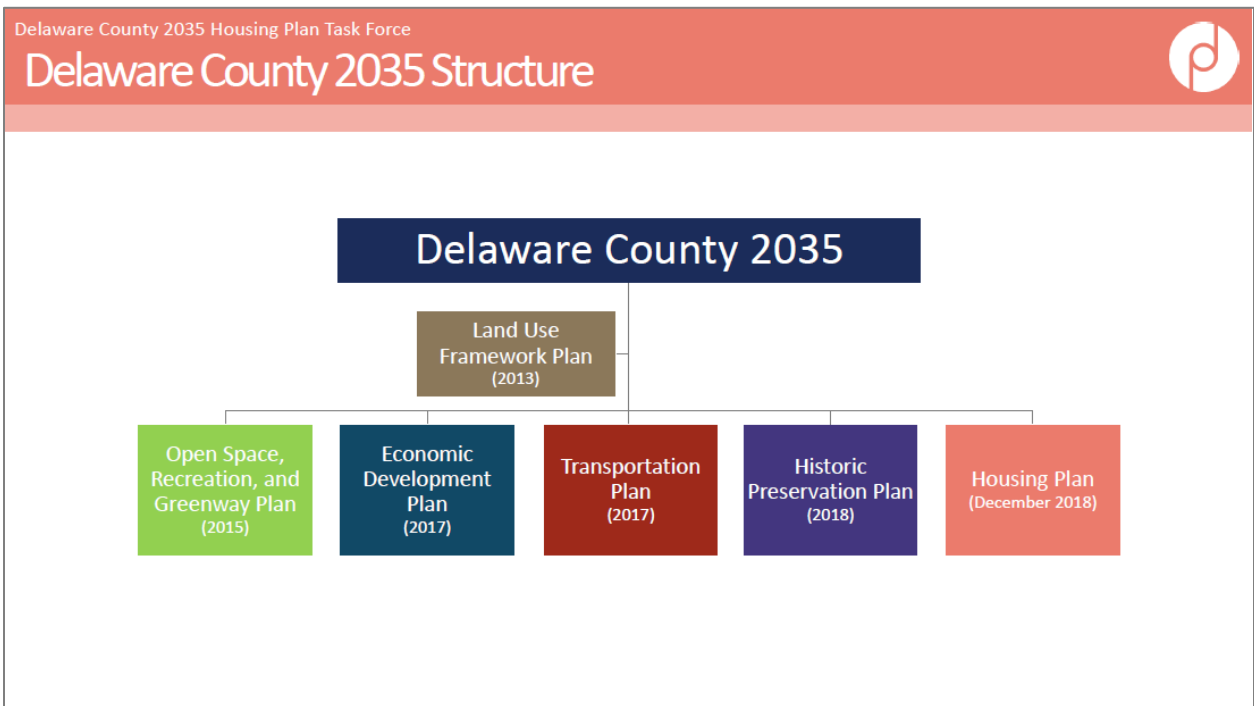 Delaware County 2035 Housing Plan Task Force
Delaware County 2035 Structure
Delaware County 2035
Land Use
Framework Plan
(2013)
Open Space,
Recreation, and
Greenway Plan
(2015)
Economic
Development
Plan
(2017)
Transportation
Plan
(2017)
Historic
Preservation Plan
(2018)
Housing Plan
(December 2018)